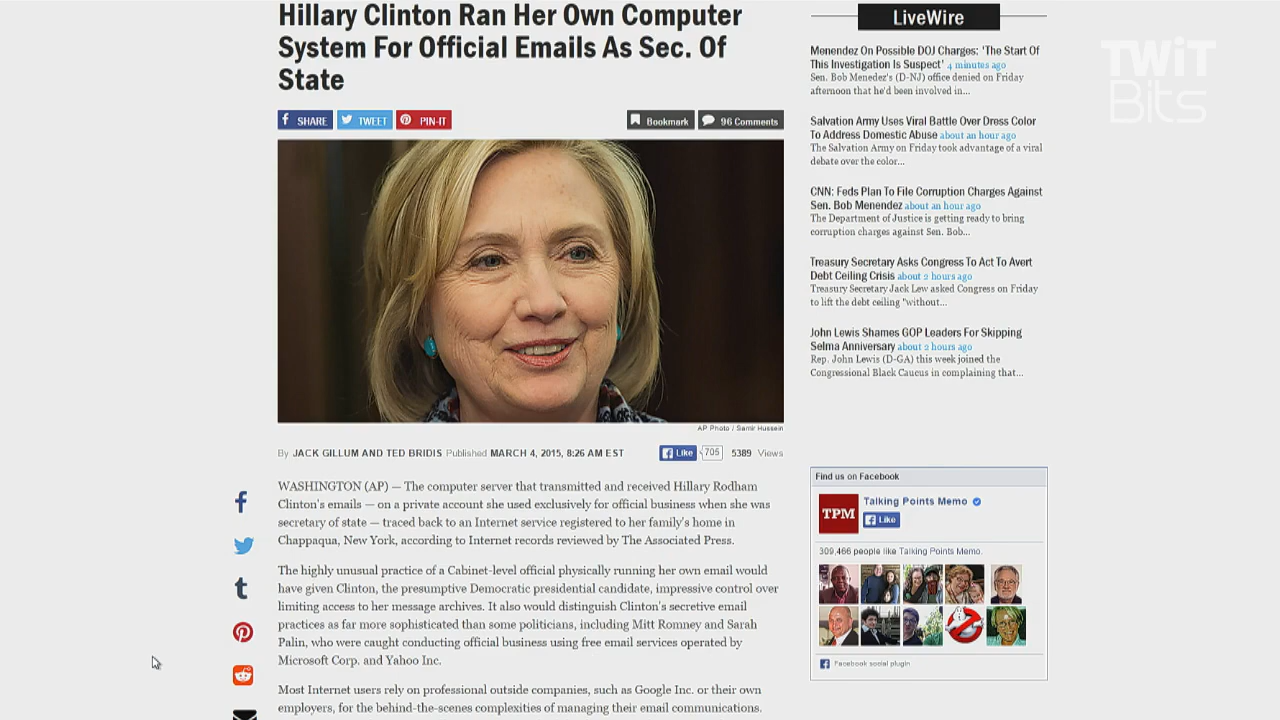 Hillary Clinton Ran Her Own Computer
System For Official Emails As Sec. Of
State
SHARE
TWEET
PIN-IT
Bookmark
96 Comments
AP Photo / Samir Hussein
By JACK GILLUM AND TED BRIDIS Published MARCH 4, 2015, 8:26 AM EST
Like
705
5389 Views
WASHINGTON (AP) — The computer server that transmitted and received Hillary Rodham
Clinton's emails — on a private account she used exclusively for official business when she was
secretary of state — traced back to an Internet service registered to her family's home in
Chappaqua, New York, according to Internet records reviewed by The Associated Press.
The highly unusual practice of a Cabinet-level official physically running her own email would
have given Clinton, the presumptive Democratic presidential candidate, impressive control over
limiting access to her message archives. It also would distinguish Clinton's secretive email
practices as far more sophisticated than some politicians, including Mitt Romney and Sarah
Palin, who were caught conducting official business using free email services operated by
Microsoft Corp. and Yahoo Inc.
Most Internet users rely on professional outside companies, such as Google Inc. or their own
employers, for the behind-the-scenes complexities of managing their email communications.
LiveWire
Menendez On Possible DOJ Charges: 'The Start Of
This Investigation Is Suspect' 4 minutes ago
Sen. Bob Menedez's (D-NJ) office denied on Friday
afternoon that he'd been involved in...
Salvation Army Uses Viral Battle Over Dress Color
To Address Domestic Abuse about an hour ago
The Salvation Army on Friday took advantage of a viral
debate over the color...
CNN: Feds Plan To File Corruption Charges Against
Sen. Bob Menendez about an hour ago
The Department of Justice is getting ready to bring
corruption charges against Sen. Bob...
Treasury Secretary Asks Congress To Act To Avert
Debt Ceiling Crisis about 2 hours ago
Treasury Secretary Jack Lew asked Congress on Friday
to lift the debt ceiling "without...
John Lewis Shames GOP Leaders For Skipping
Selma Anniversary about 2 hours ago
Rep. John Lewis (D-GA) this week joined the
Congressional Black Caucus in complaining that...
Find us on Facebook
TPM
Talking Points Memo
Like
309,466 people like Talking Points Memo.
Facebook social plugin
TWiT
Bits